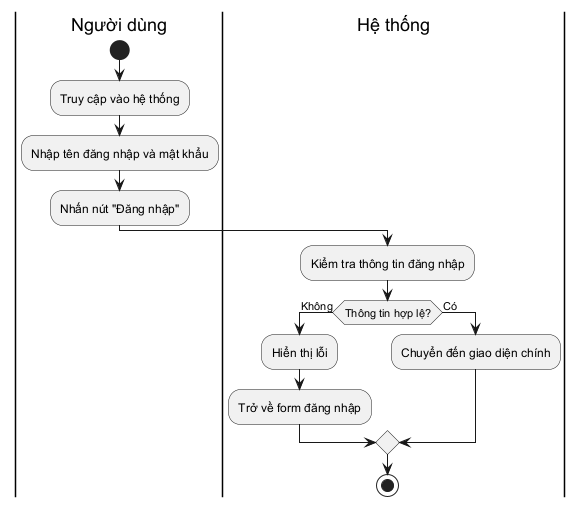 Người dùng
Hệ thống
Truy cập vào hệ thống
Nhập tên đăng nhập và mật khẩu
Nhấn nút "Đăng nhập"
Kiểm tra thông tin đăng nhập
Không
Thông tin hợp lệ?
Có
Hiển thị lỗi
Chuyển đến giao diện chính
Trở về form đăng nhập